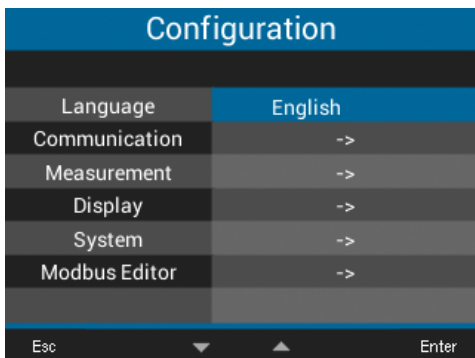 Configuration
Language English
Communication ->
Measurement ->
Display ->
System ->
Modbus Editor ->
Esc Enter